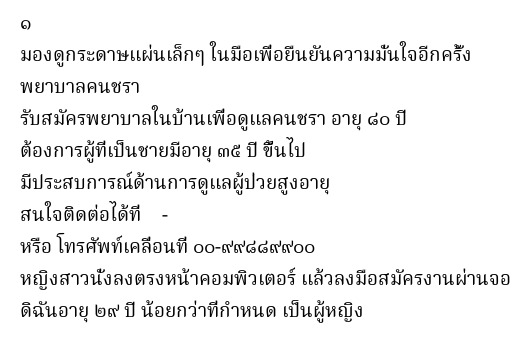 ๑
มองดูกระดาษแผ่นเล็กๆ ในมือเพื่อยืนยันความมั่นใจอีกครั้ง
พยาบาลคนชรา
รับสมัครพยาบาลในบ้านเพื่อดูแลคนชรา อายุ ๘๐ ปี
ต้องการผู้ที่เป็นชายมีอายุ ๓๕ ปี ขึ้นไป
มีประสบการณ์ด้านการดูแลผู้ป่วยสูงอายุ
สนใจติดต่อได้ที่ -
หรือ โทรศัพท์เคลื่อนที่ ๐๐-๙๙๘๘๙๙๐๐
หญิงสาวนั่งลงตรงหน้าคอมพิวเตอร์ แล้วลงมือสมัครงานผ่านจอ
ดิฉันอายุ ๒๙ ปี น้อยกว่าที่กำหนด เป็นผู้หญิง